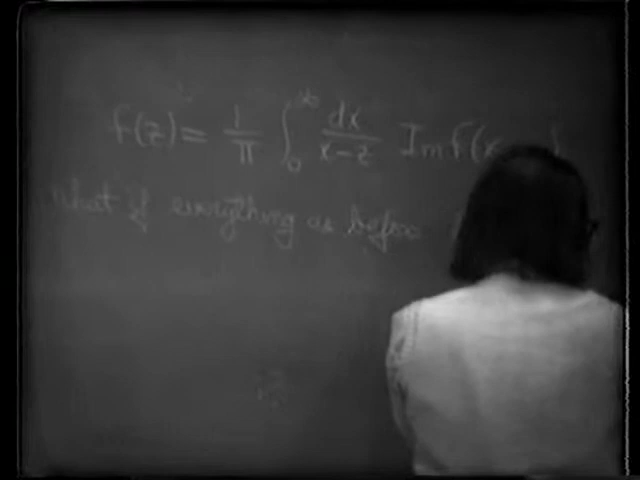 f(z) = 1/π ∫₀^∞ dx/(x-z) Im f(x
What if everything as before